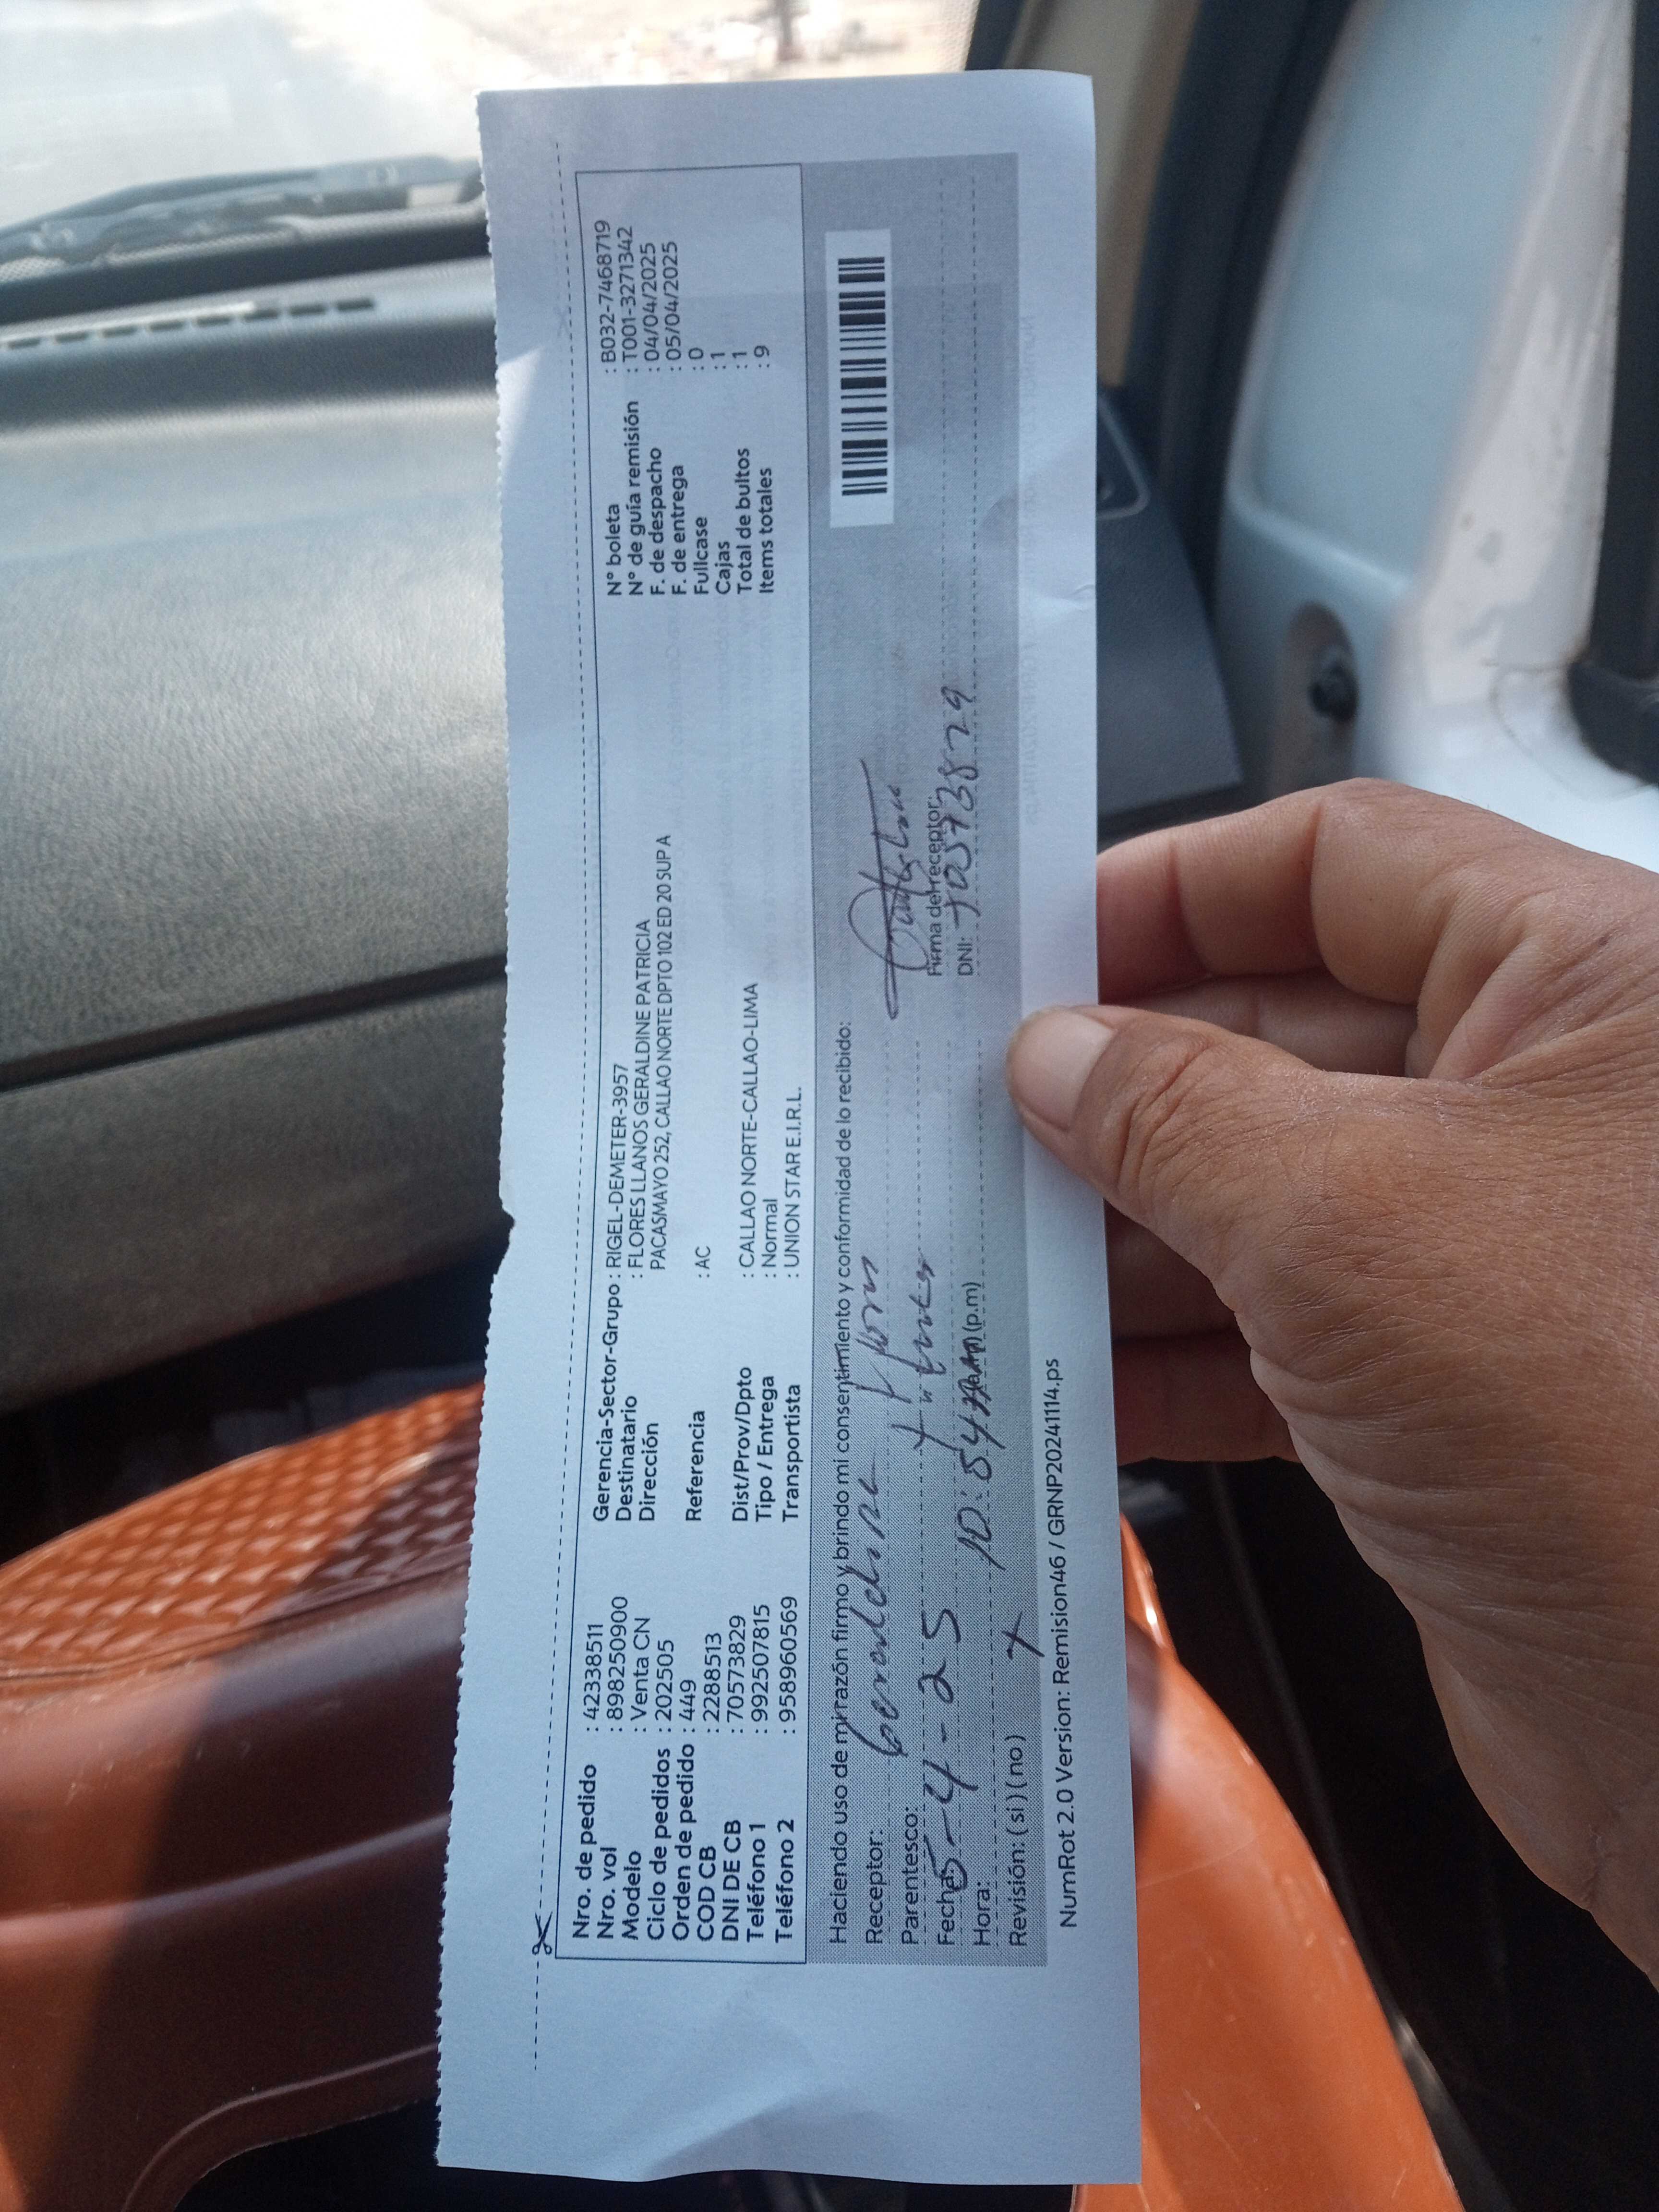 Nro. de pedido : 42338511
Nro. vol : 898250900
Modelo : Venta CN
Ciclo de pedidos : 202505
Orden de pedido : 449
COD CB : 2288513
DNI DE CB : 70573829
Teléfono 1 : 992507815
Teléfono 2 : 958960569
Gerencia-Sector-Grupo : RIGEL-DEMETER-3957
Destinatario : FLORES LLANOS GERALDINE PATRICIA
Dirección PACASMAYO 252, CALLAO NORTE DPTO 102 ED 20 SUP A
Referencia : AC
Dist/Prov/Dpto : CALLAO NORTE-CALLAO-LIMA
Tipo / Entrega : Normal
Transportista : UNION STAR E.I.R.L.
N° boleta : B032-7468719
N° de guía remisión : T001-3271342
F. de despacho : 04/04/2025
F. de entrega : 05/04/2025
Fullcase : 0
Cajas : 1
Total de bultos : 1
Items totales : 9
Haciendo uso de mi razón firmo y brindo mi consentimiento y conformidad de lo recibido:
Receptor: Geraldine Flores
Parentesco:
Fecha: 5-4-25
Hora: 10:54 (p.m)
Revisión: ( si ) ( no ) X
Firma del receptor:
DNI: 70573829
NumRot 2.0 Version: Remision46 / GRNP20241114.ps